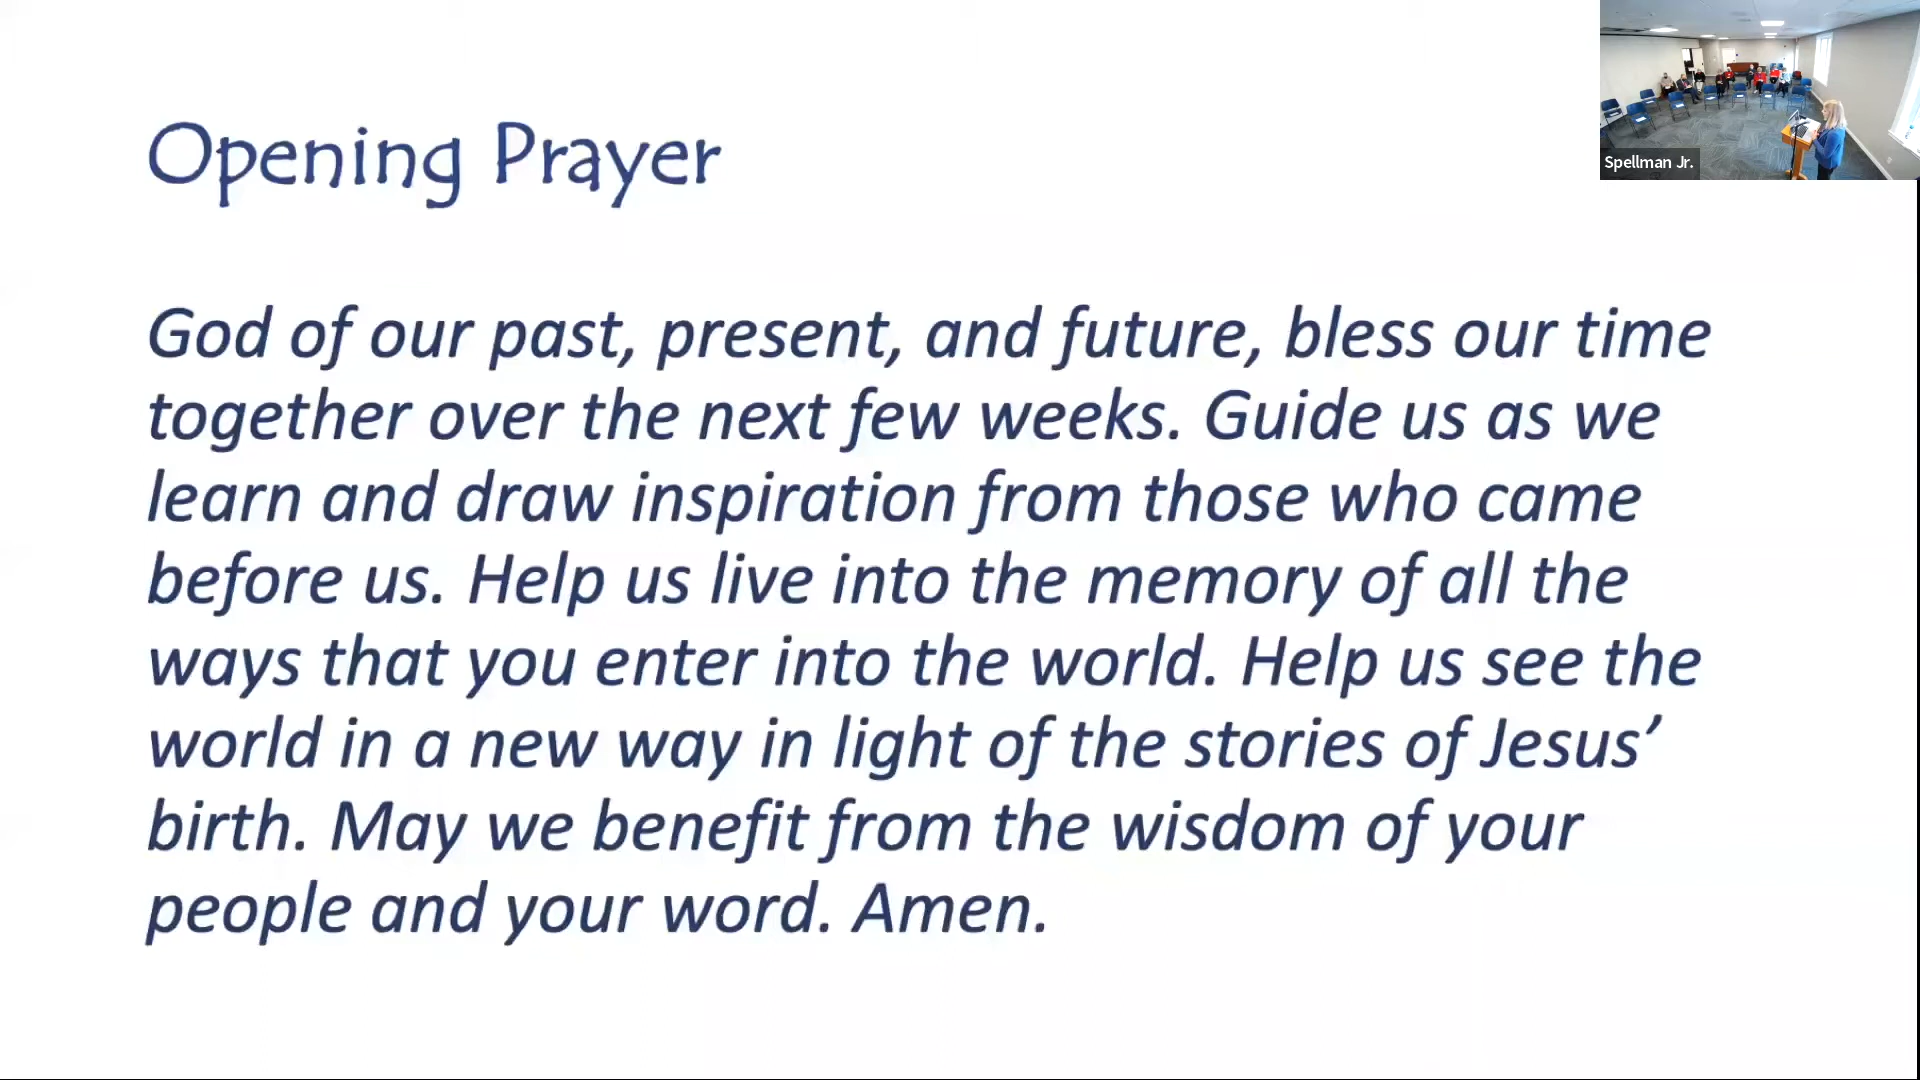 Opening Prayer
Spellman Jr.
God of our past, present, and future, bless our time
together over the next few weeks. Guide us as we
learn and draw inspiration from those who came
before us. Help us live into the memory of all the
ways that you enter into the world. Help us see the
world in a new way in light of the stories of Jesus’
birth. May we benefit from the wisdom of your
people and your word. Amen.